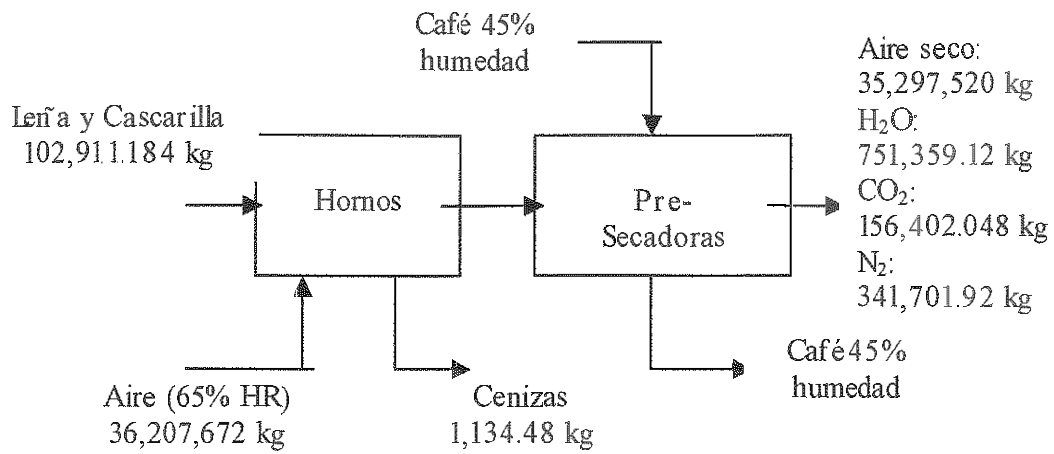 Café 45%
humedad
Leña y Cascarilla
102,911.184 kg
Hornos
Pre-
Secadoras
Aire seco:
35,297,520 kg
H₂O:
751,359.12 kg
CO₂:
156,402.048 kg
N₂:
341,701.92 kg
Aire (65% HR)
36,207,672 kg
Cenizas
1,134.48 kg
Café 45%
humedad